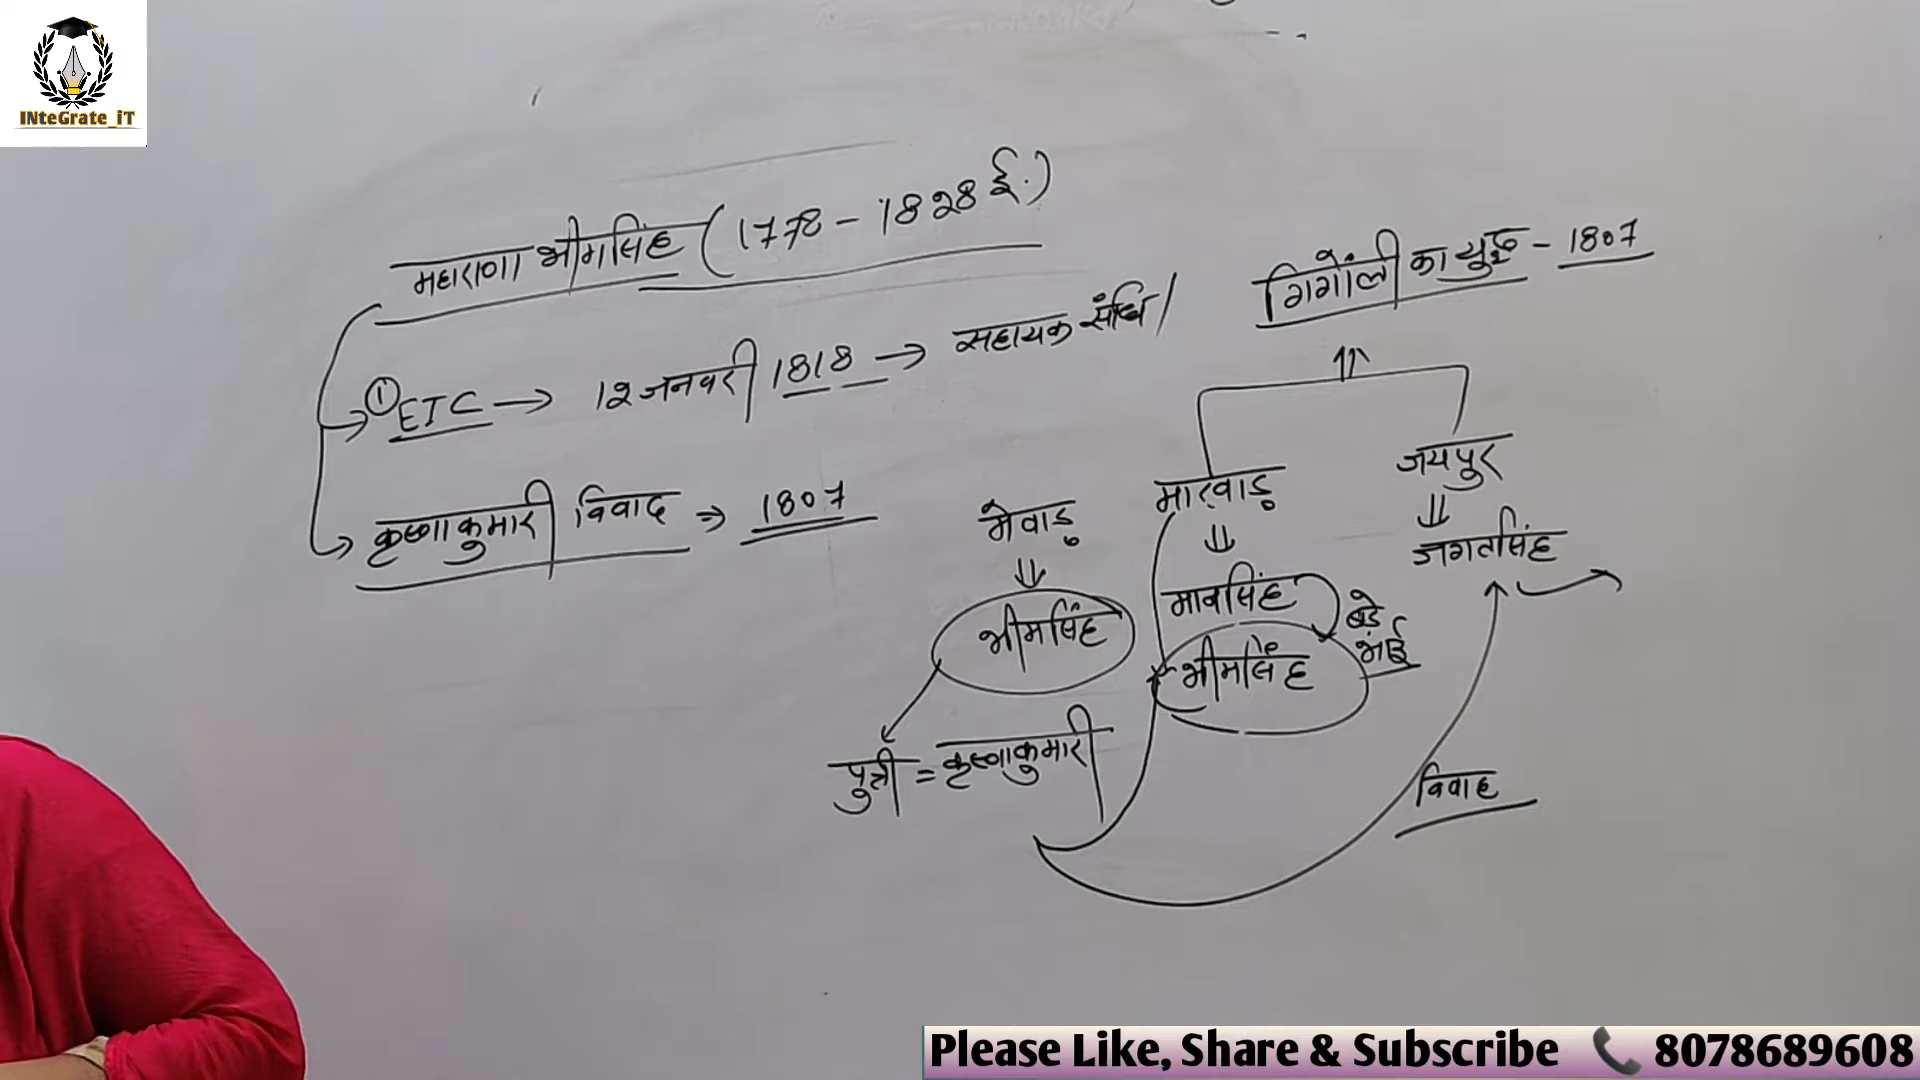 INteGrate_iT
महाराणा भीमसिंह (1778 - 1828 ई.)
① EIC → 12 जनवरी 1818 → सहायक संधि
कृष्णाकुमारी विवाद ⇒ 1807
गिंगोली का युद्ध - 1807
मेवाड़ मारवाड़ जयपुर
भीमसिंह मानसिंह जगतसिंह
भीमसिंह बड़े भाई
पुत्री = कृष्णाकुमारी
विवाह
Please Like, Share & Subscribe 8078689608